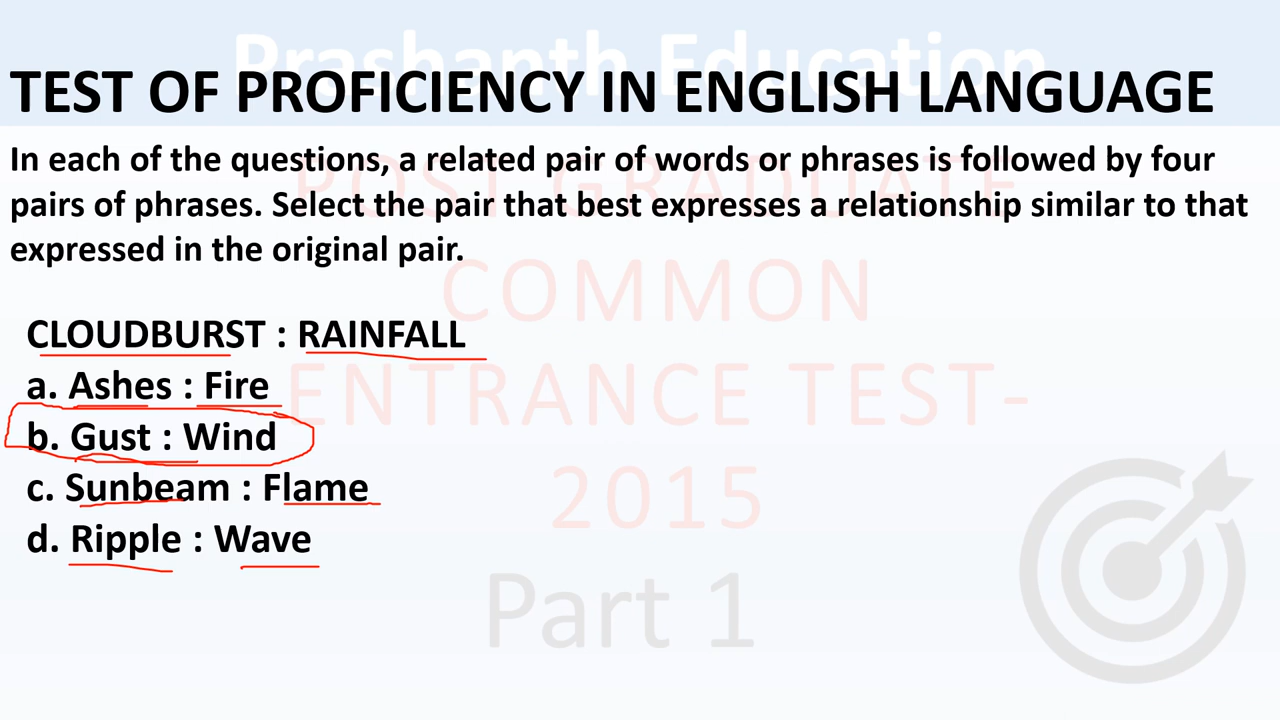 Prashanth Education
TEST OF PROFICIENCY IN ENGLISH LANGUAGE
In each of the questions, a related pair of words or phrases is followed by four
pairs of phrases. Select the pair that best expresses a relationship similar to that
expressed in the original pair.
POST GRADUATE
COMMON
ENTRANCE TEST-
2015
Part 1
CLOUDBURST : RAINFALL
a. Ashes : Fire
b. Gust : Wind
c. Sunbeam : Flame
d. Ripple : Wave